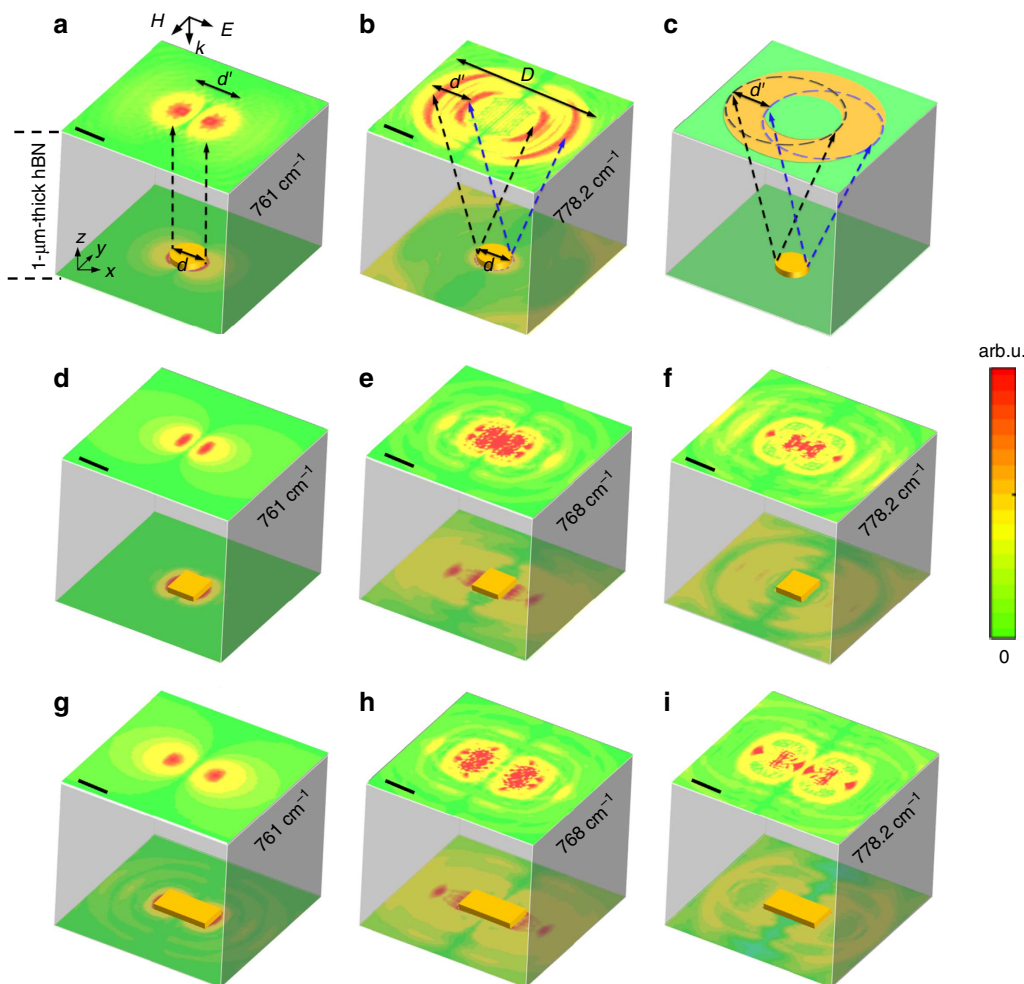 a
H
E
k
d′
761 cm−1
1-μm-thick hBN
z
y
x
d
b
D
d′
778.2 cm−1
d
c
d′
d
761 cm−1
e
768 cm−1
f
778.2 cm−1
arb.u.
0
g
761 cm−1
h
768 cm−1
i
778.2 cm−1